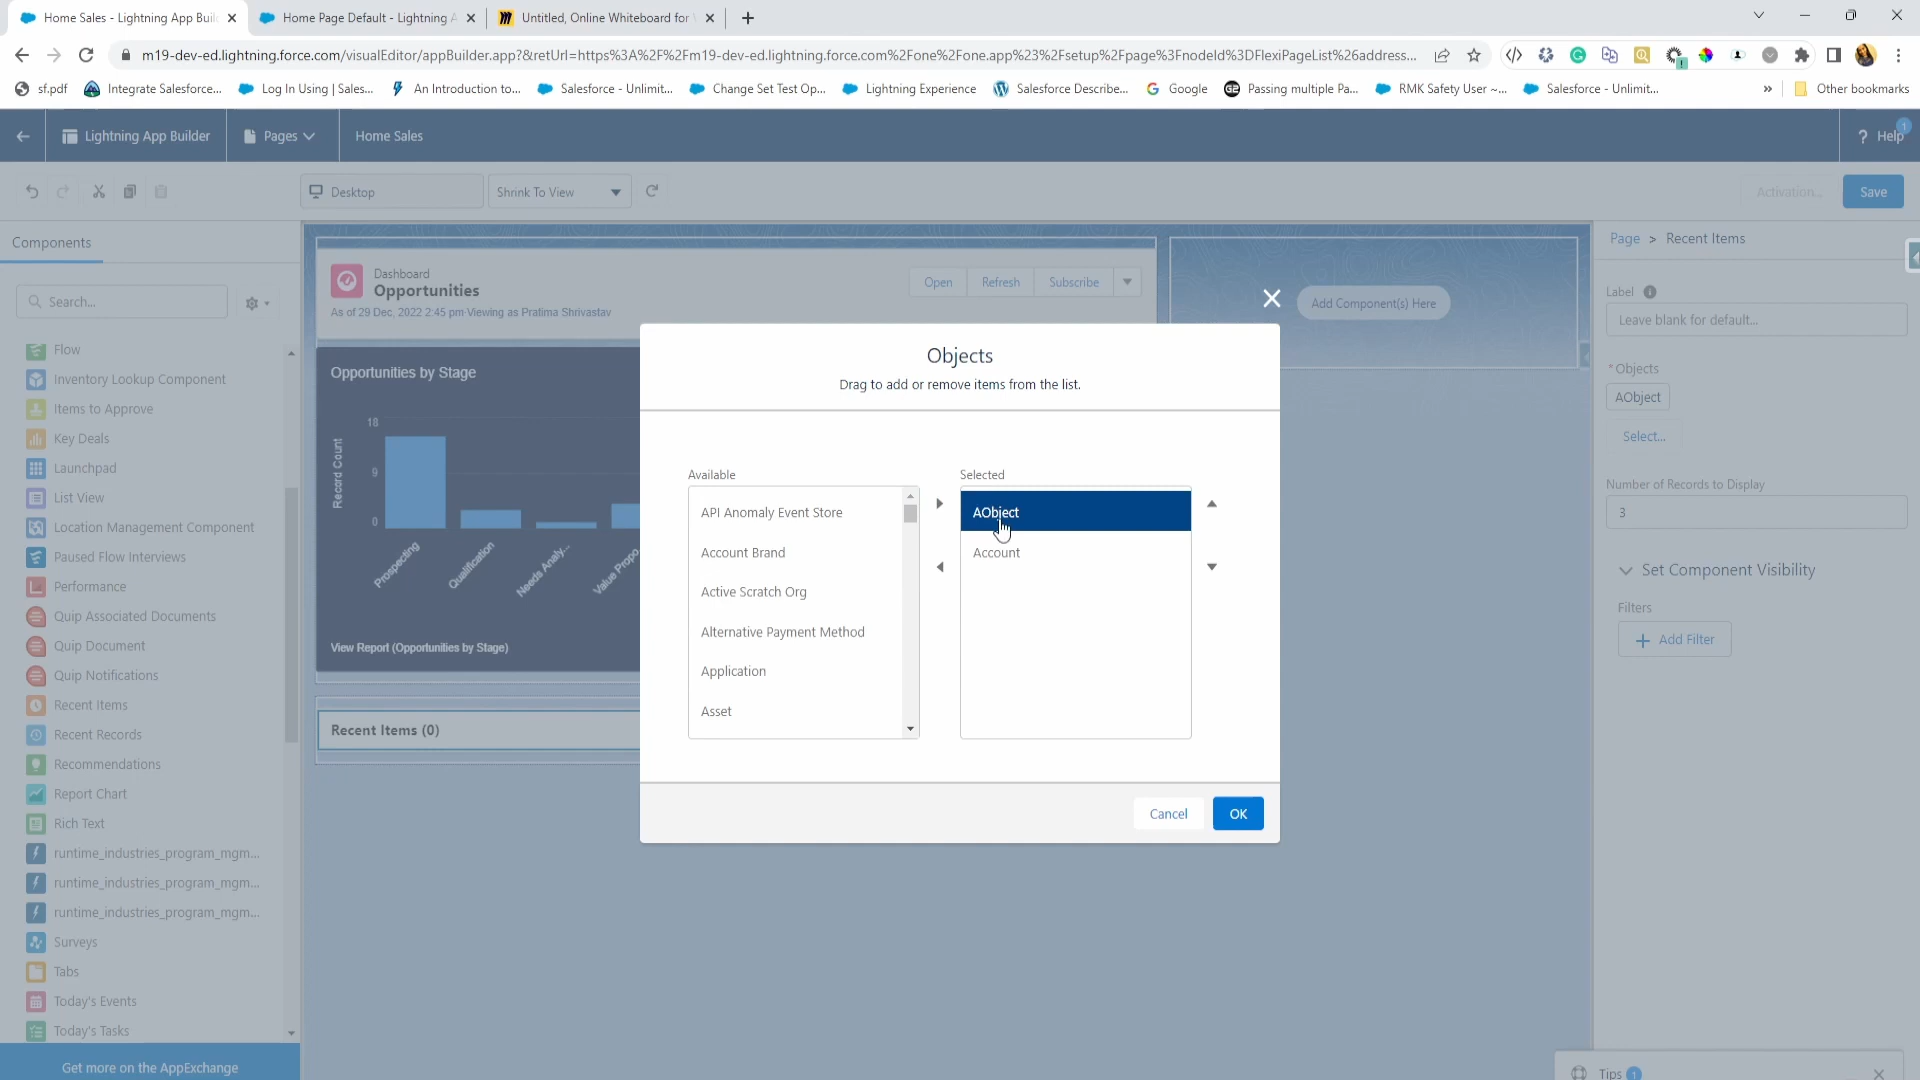 Home Sales - Lightning App Buil
Home Page Default - Lightning A
Untitled, Online Whiteboard for
m19-dev-ed.lightning.force.com/visualEditor/appBuilder.app?&retUrl=https%3A%2F%2Fm19-dev-ed.lightning.force.com%2Fone%2Fone.app%23%2Fsetup%2Fpage%3FnodeId%3DFlexiPageList%26address...
sf.pdf
Integrate Salesforce...
Log In Using | Sales...
An Introduction to...
Salesforce - Unlimit...
Change Set Test Op...
Lightning Experience
Salesforce Describe...
Google
Passing multiple Pa...
RMK Safety User ~...
Salesforce - Unlimit...
»
Other bookmarks
Lightning App Builder
Pages
Home Sales
? Help
1
Desktop
Shrink To View
Activation...
Save
Components
Search...
Flow
Inventory Lookup Component
Items to Approve
Key Deals
Launchpad
List View
Location Management Component
Paused Flow Interviews
Performance
Quip Associated Documents
Quip Document
Quip Notifications
Recent Items
Recent Records
Recommendations
Report Chart
Rich Text
runtime_industries_program_mgm...
runtime_industries_program_mgm...
runtime_industries_program_mgm...
Surveys
Tabs
Today's Events
Today's Tasks
Get more on the AppExchange
Dashboard
Opportunities
As of 29 Dec, 2022 2:45 pm·Viewing as Pratima Shrivastav
Open
Refresh
Subscribe
Opportunities by Stage
Record Count
18
9
0
Prospecting
Qualification
Needs Analy...
Value Propo
View Report (Opportunities by Stage)
Recent Items (0)
Add Component(s) Here
Objects
Drag to add or remove items from the list.
Available
API Anomaly Event Store
Account Brand
Active Scratch Org
Alternative Payment Method
Application
Asset
Selected
AObject
Account
Cancel
OK
Page > Recent Items
Label
Leave blank for default...
* Objects
AObject
Select...
Number of Records to Display
3
Set Component Visibility
Filters
+ Add Filter
Tips 1